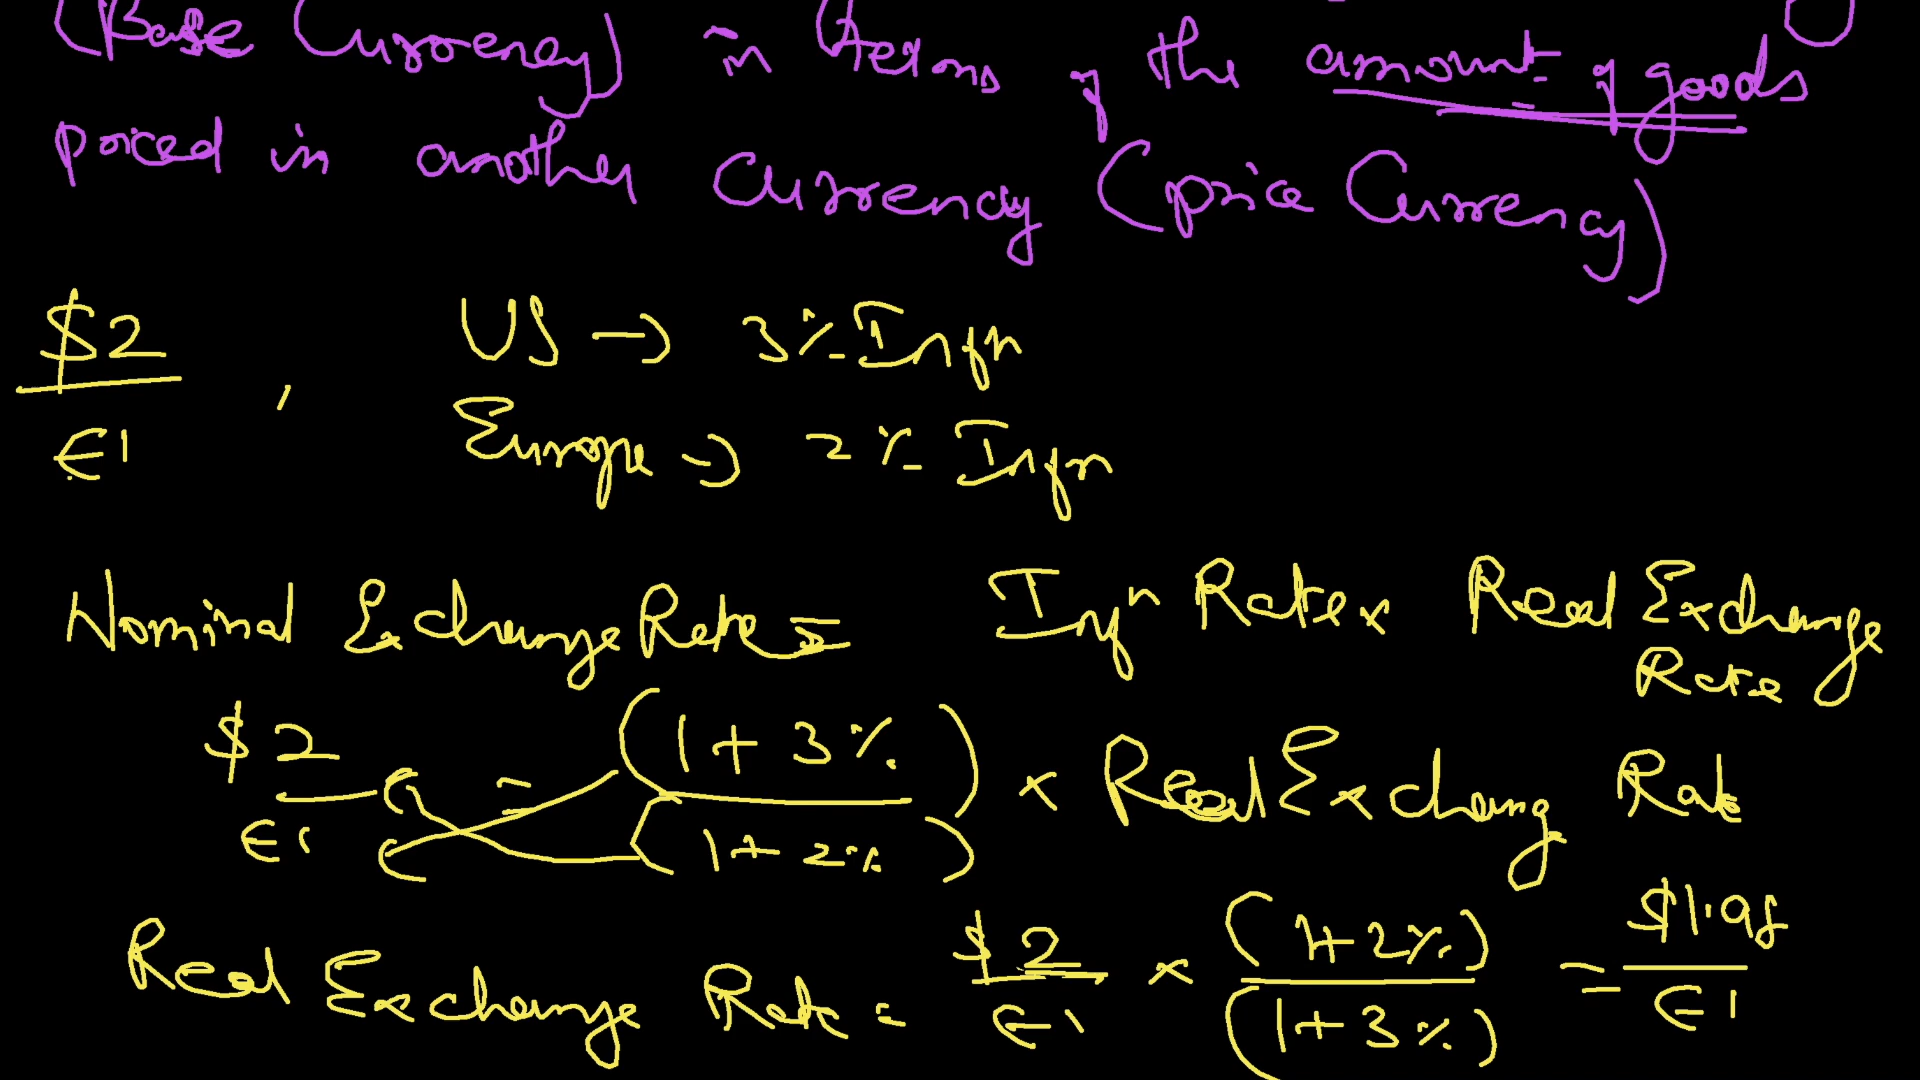 (Base Currency) in terms of the amount of goods
priced in another Currency (price Currency)
$2 / €1 , US → 3% Infn
Europe → 2% Infn
Nominal Exchange Rate = Infn Rate x Real Exchange Rate
$2 / €1 = (1 + 3%) / (1 + 2%) x Real Exchang Rate
Real Exchange Rate = $2 / €1 x (1+2%) / (1+3%) = $1.98 / €1